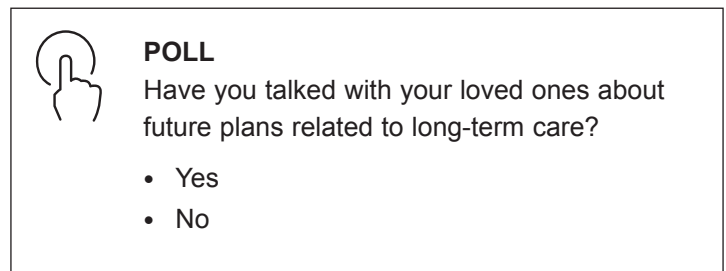 POLL
Have you talked with your loved ones about
future plans related to long-term care?
• Yes
• No